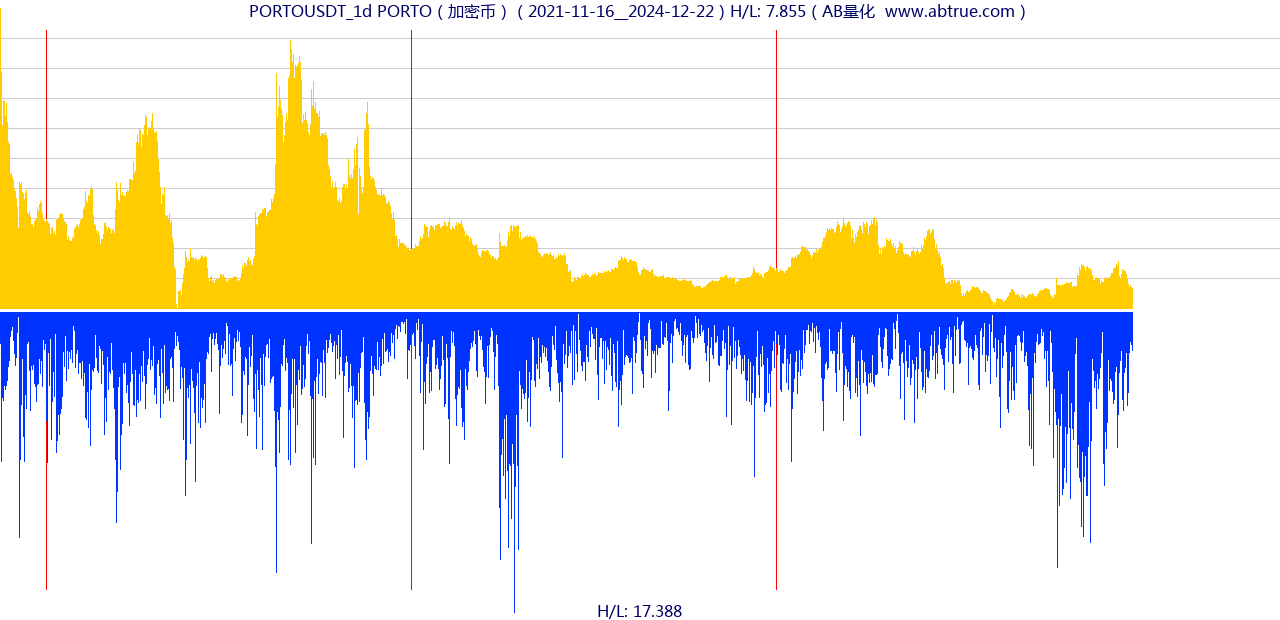 PORTOUSDT_1d PORTO ( 加密币 ) ( 2021-11-16__2024-12-22 ) H/L: 7.855 ( AB量化  www.abtrue.com )
H/L: 17.388